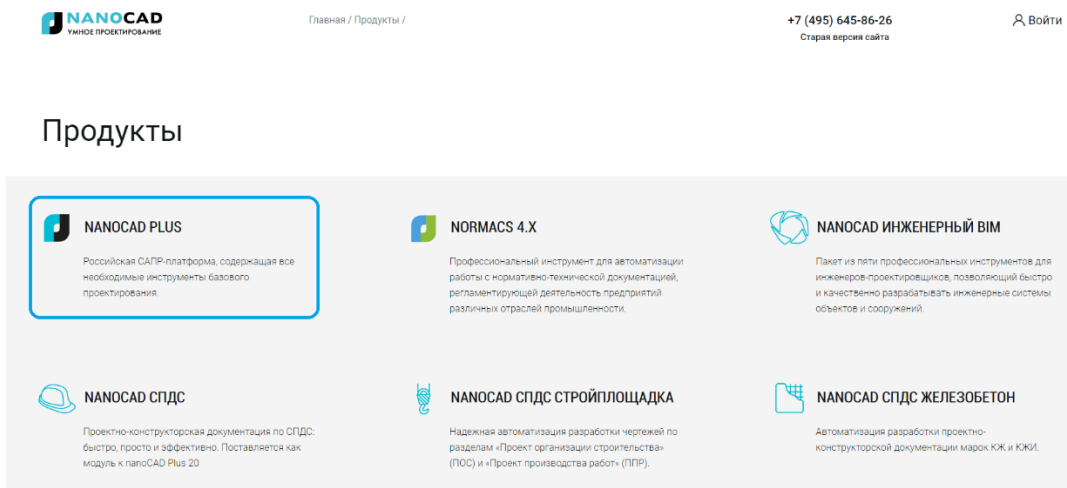 NANOCAD
УМНОЕ ПРОЕКТИРОВАНИЕ
Главная / Продукты /
+7 (495) 645-86-26
Старая версия сайта
Войти
Продукты
NANOCAD PLUS
Российская САПР-платформа, содержащая все
необходимые инструменты базового
проектирования.
NORMACS 4.X
Профессиональный инструмент для автоматизации
работы с нормативно-технической документацией,
регламентирующей деятельность предприятий
различных отраслей промышленности.
NANOCAD ИНЖЕНЕРНЫЙ BIM
Пакет из пяти профессиональных инструментов для
инженеров-проектировщиков, позволяющий быстро
и качественно разрабатывать инженерные системы
объектов и сооружений.
NANOCAD СПДС
Проектно-конструкторская документация по СПДС:
быстро, просто и эффективно. Поставляется как
модуль к nanoCAD Plus 20
NANOCAD СПДС СТРОЙПЛОЩАДКА
Надежная автоматизация разработки чертежей по
разделам «Проект организации строительства»
(ПОС) и «Проект производства работ» (ППР).
NANOCAD СПДС ЖЕЛЕЗОБЕТОН
Автоматизация разработки проектно-
конструкторской документации марок КЖ и КЖИ.